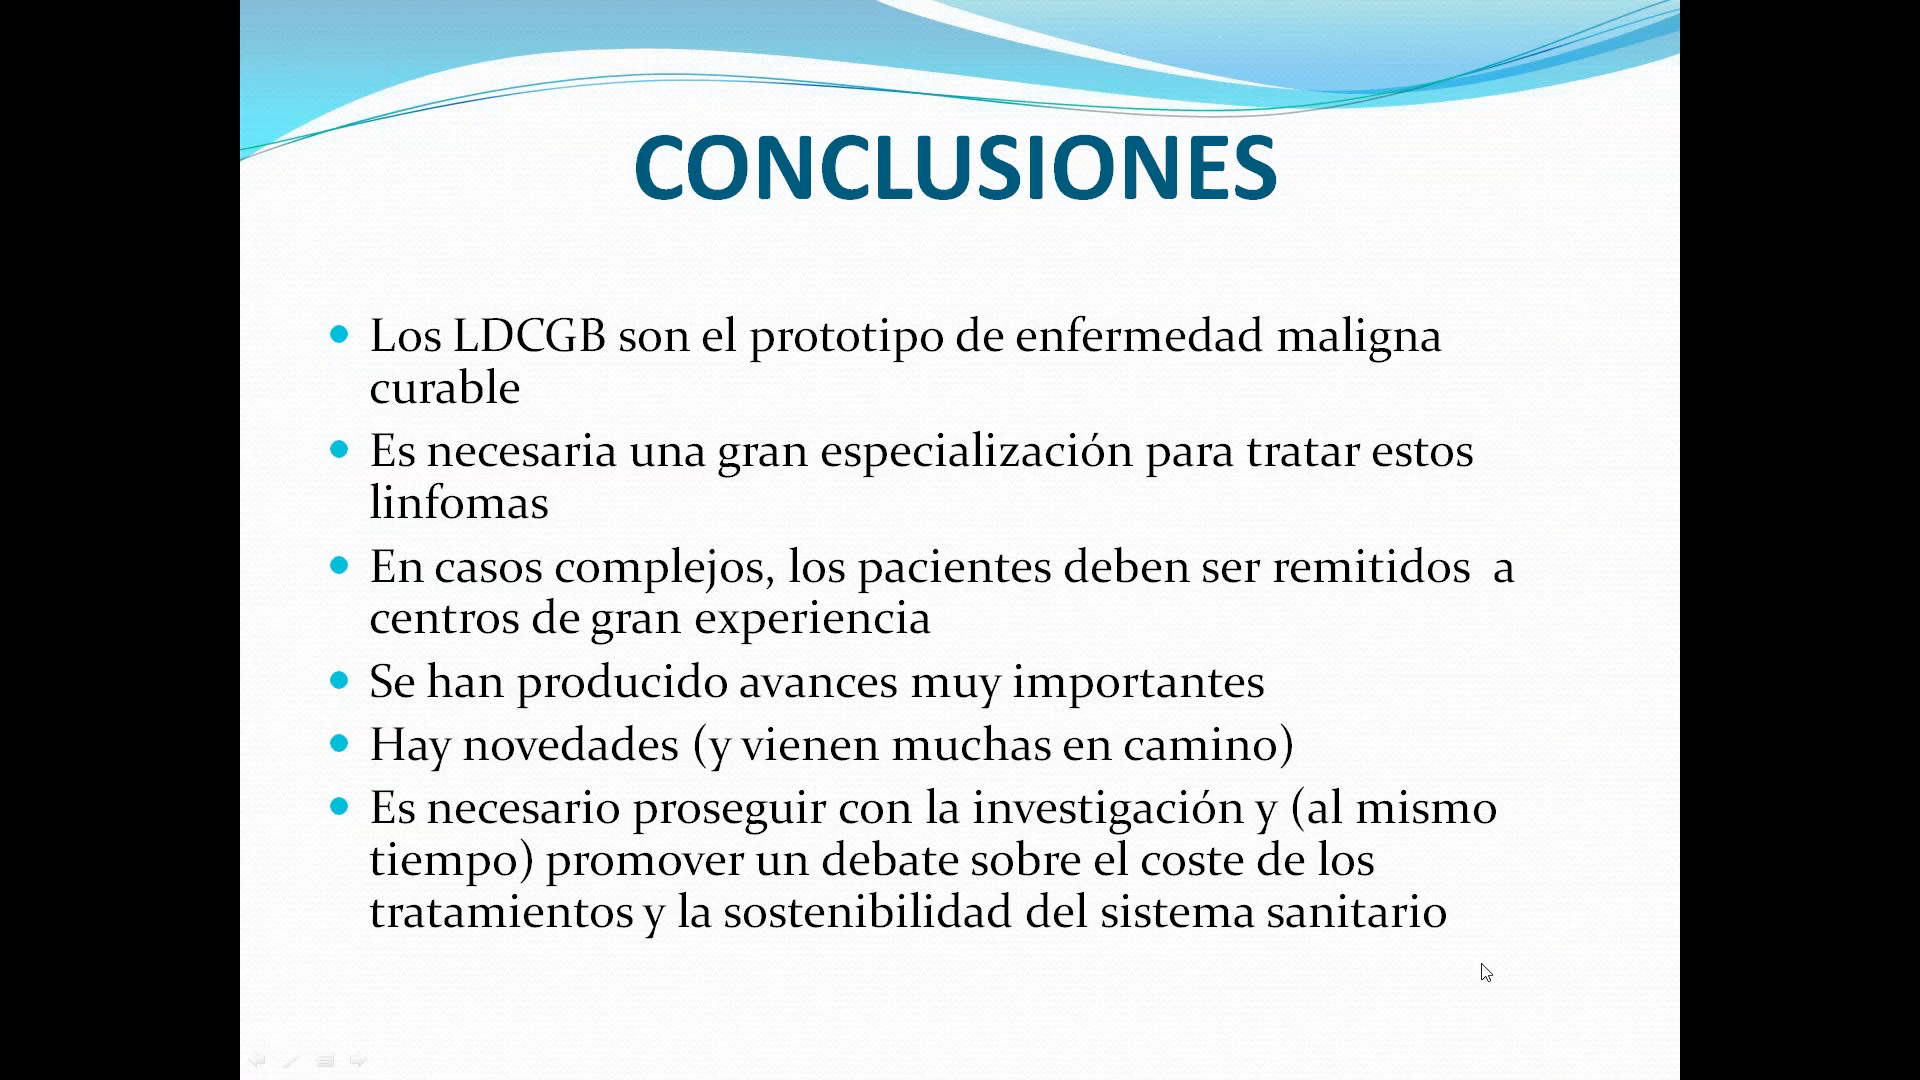 CONCLUSIONES
Los LDCGB son el prototipo de enfermedad maligna
curable
Es necesaria una gran especialización para tratar estos
linfomas
En casos complejos, los pacientes deben ser remitidos a
centros de gran experiencia
Se han producido avances muy importantes
Hay novedades (y vienen muchas en camino)
Es necesario proseguir con la investigación y (al mismo
tiempo) promover un debate sobre el coste de los
tratamientos y la sostenibilidad del sistema sanitario